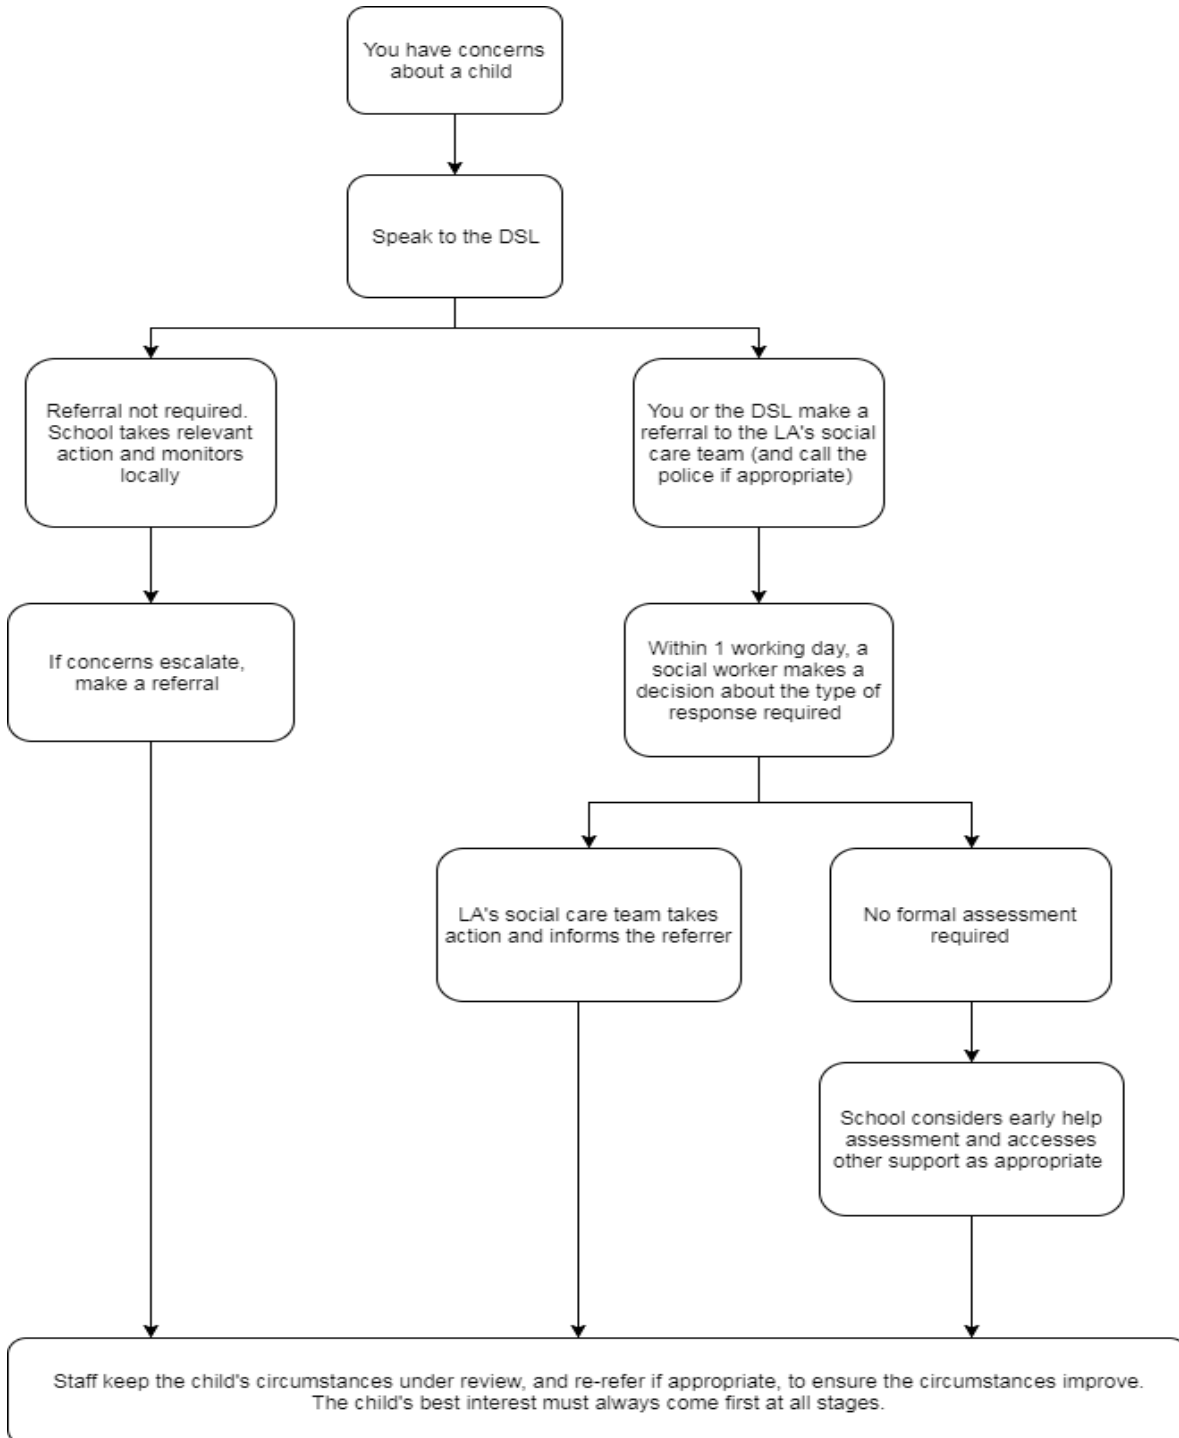 You have concerns
about a child
Speak to the DSL
Referral not required.
School takes relevant
action and monitors
locally
You or the DSL make a
referral to the LA's social
care team (and call the
police if appropriate)
If concerns escalate,
make a referral
Within 1 working day, a
social worker makes a
decision about the type of
response required
LA's social care team takes
action and informs the referrer
No formal assessment
required
School considers early help
assessment and accesses
other support as appropriate
Staff keep the child's circumstances under review, and re-refer if appropriate, to ensure the circumstances improve.
The child's best interest must always come first at all stages.